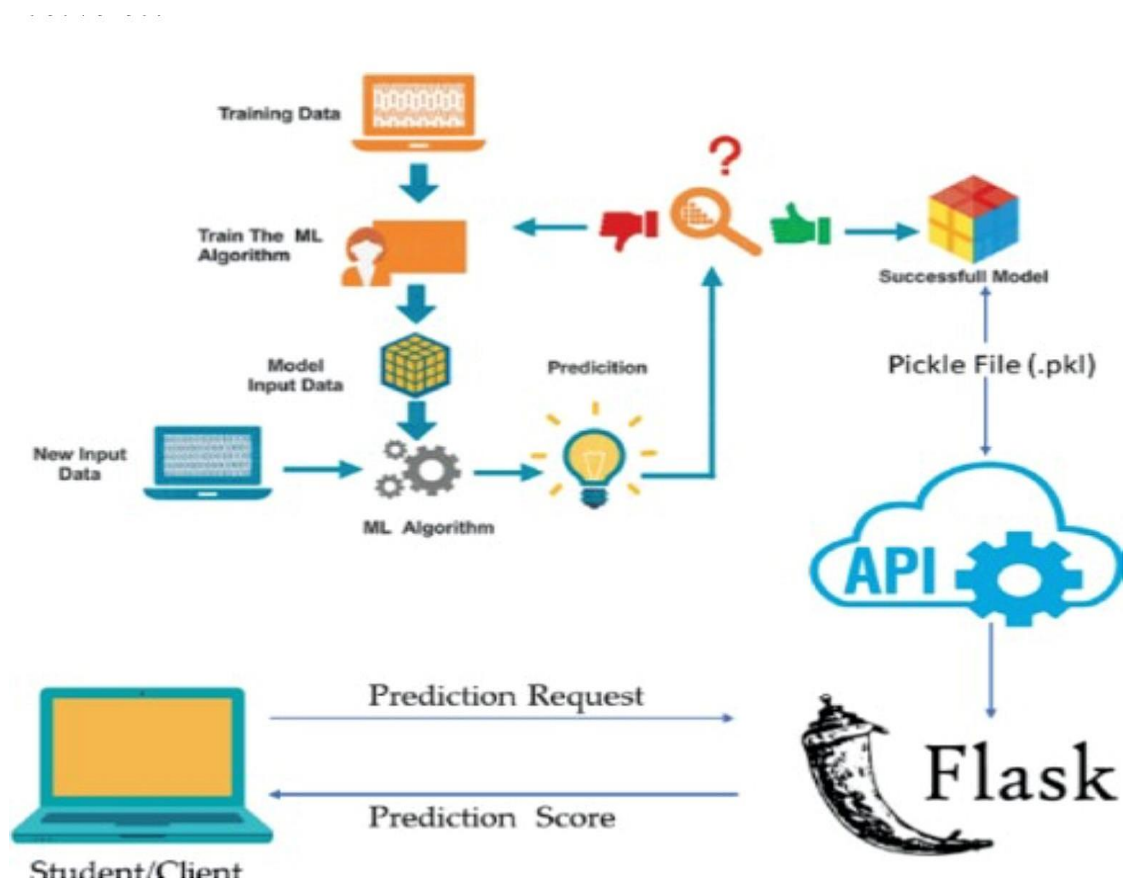 Training Data
?
Train The ML
Algorithm
Successfull Model
Model
Input Data
Predicition
Pickle File (.pkl)
New Input
Data
ML Algorithm
API
Prediction Request
Flask
Prediction Score
Student/Client